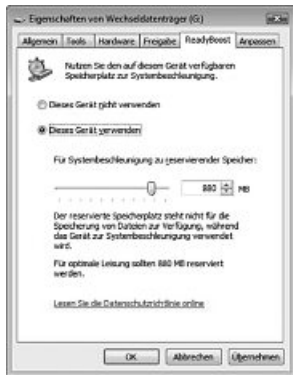 Eigenschaften von Wechseldatenträger (G:)
Allgemein Tools Hardware Freigabe ReadyBoost Anpassen
Nutzen Sie den auf diesem Gerät verfügbaren
Speicherplatz zur Systembeschleunigung.
Dieses Gerät nicht verwenden
Dieses Gerät verwenden
Für Systembeschleunigung zu reservierender Speicher:
880 MB
Der reservierte Speicherplatz steht nicht für die
Speicherung von Dateien zur Verfügung, während
das Gerät zur Systembeschleunigung verwendet
wird.
Für optimale Leisung sollten 880 MB reserviert
werden.
Lesen Sie die Datenschutzrichtlinie online
OK Abbrechen Übernehmen